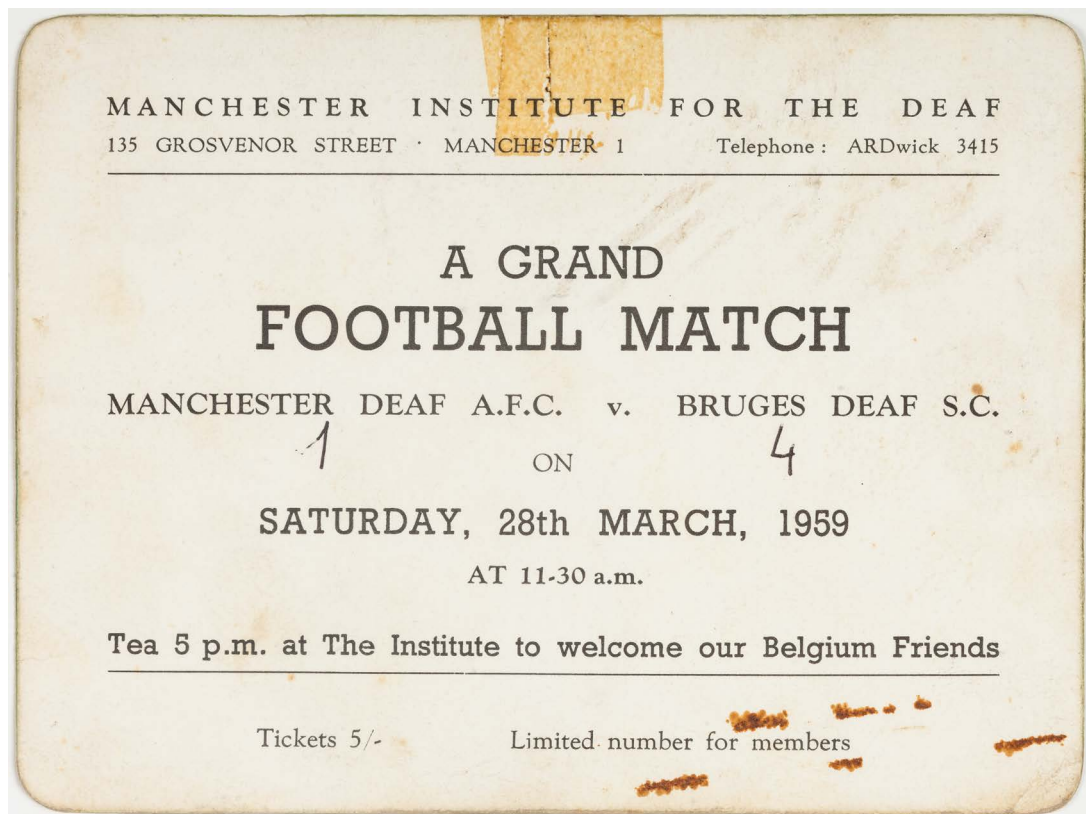 MANCHESTER INSTITUTE FOR THE DEAF
135 GROSVENOR STREET · MANCHESTER 1 Telephone: ARDwick 3415
A GRAND
FOOTBALL MATCH
MANCHESTER DEAF A.F.C. v. BRUGES DEAF S.C.
1 4
ON
SATURDAY, 28th MARCH, 1959
AT 11-30 a.m.
Tea 5 p.m. at The Institute to welcome our Belgium Friends
Tickets 5/- Limited number for members